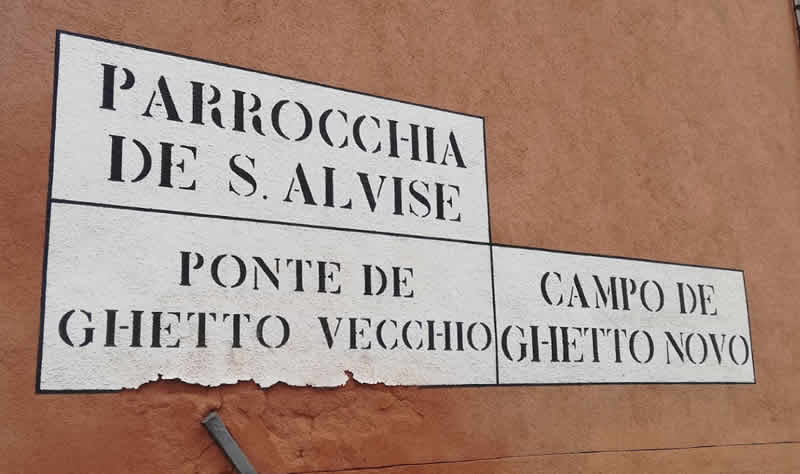 PARROCCHIA
DE S. ALVISE
PONTE DE
GHETTO VECCHIO
CAMPO DE
GHETTO NOVO